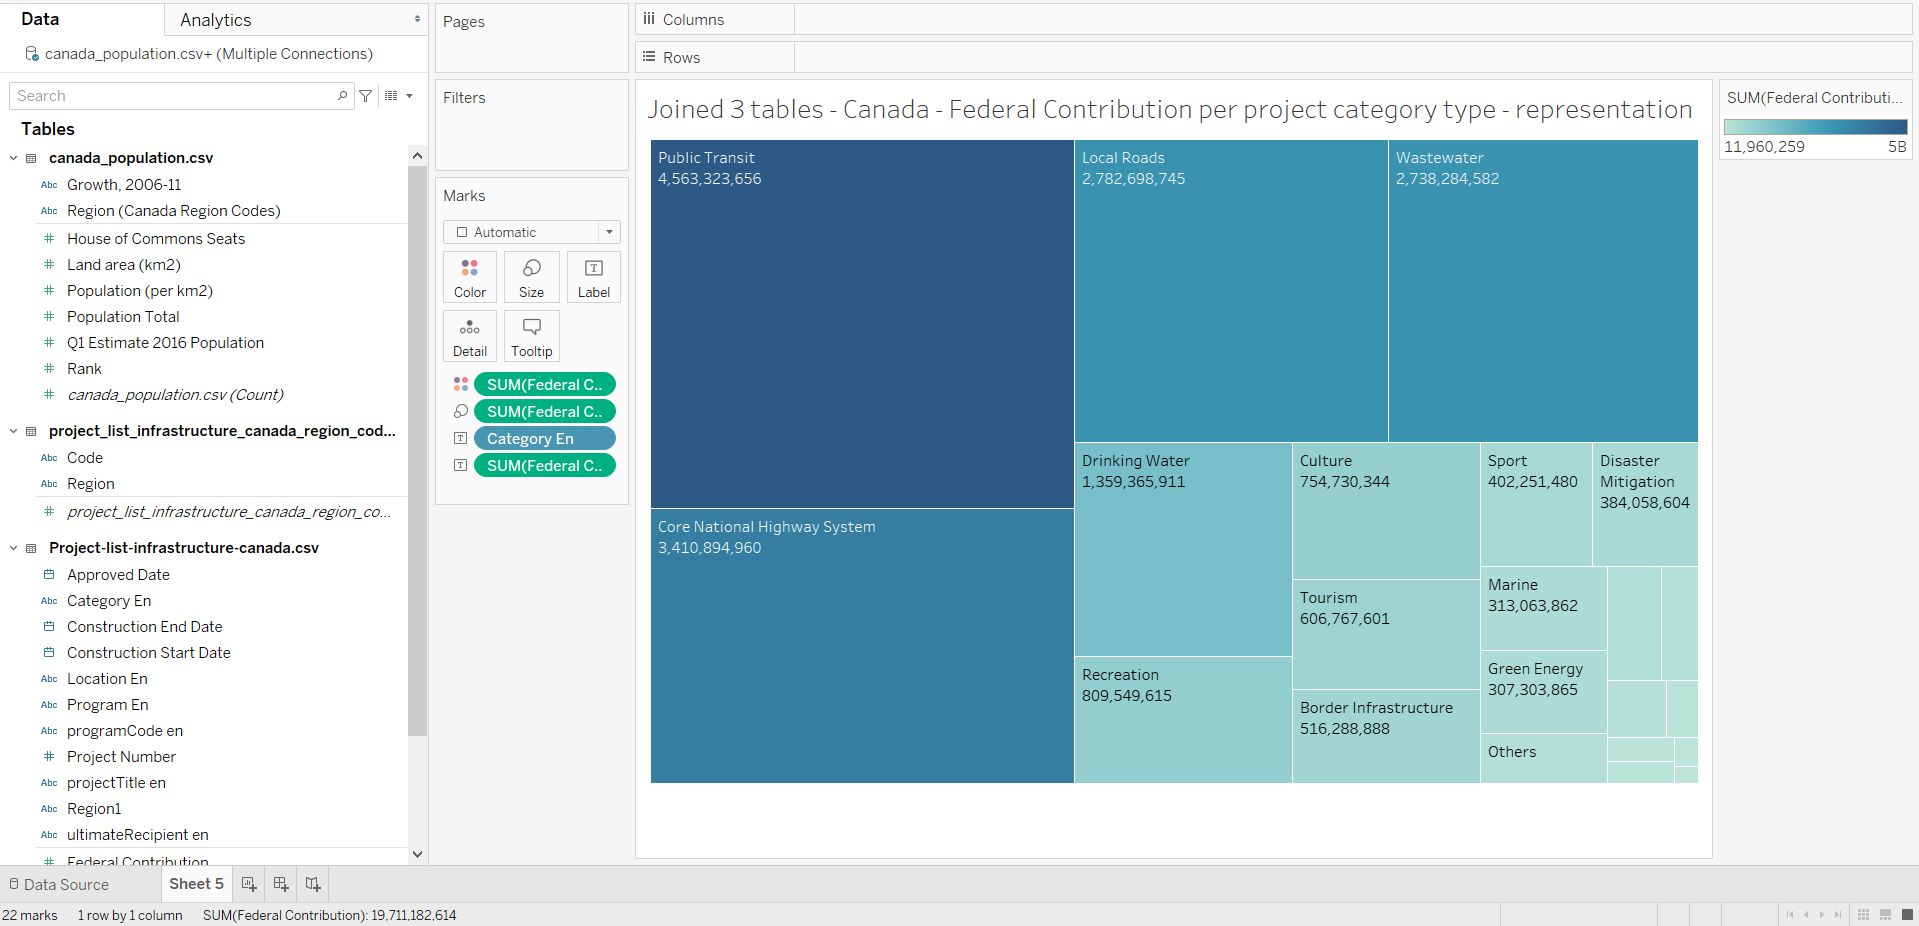 Data
Analytics
canada_population.csv+ (Multiple Connections)
Search
Tables
canada_population.csv
Abc Growth, 2006-11
Abc Region (Canada Region Codes)
# House of Commons Seats
# Land area (km2)
# Population (per km2)
# Population Total
# Q1 Estimate 2016 Population
# Rank
# canada_population.csv (Count)
project_list_infrastructure_canada_region_cod...
Abc Code
Abc Region
# project_list_infrastructure_canada_region_co...
Project-list-infrastructure-canada.csv
Approved Date
Abc Category En
Construction End Date
Construction Start Date
Abc Location En
Abc Program En
Abc programCode en
# Project Number
Abc projectTitle en
Abc Region1
Abc ultimateRecipient en
# Federal Contribution
Pages
Filters
Marks
Automatic
Color
Size
T
Label
Detail
Tooltip
SUM(Federal C..
SUM(Federal C..
T Category En
T SUM(Federal C..
Columns
Rows
Joined 3 tables - Canada - Federal Contribution per project category type - representation
Public Transit
4,563,323,656
Local Roads
2,782,698,745
Wastewater
2,738,284,582
Core National Highway System
3,410,894,960
Drinking Water
1,359,365,911
Recreation
809,549,615
Culture
754,730,344
Tourism
606,767,601
Border Infrastructure
516,288,888
Sport
402,251,480
Disaster
Mitigation
384,058,604
Marine
313,063,862
Green Energy
307,303,865
Others
SUM(Federal Contributi...
11,960,259
5B
Data Source
Sheet 5
22 marks
1 row by 1 column
SUM(Federal Contribution): 19,711,182,614